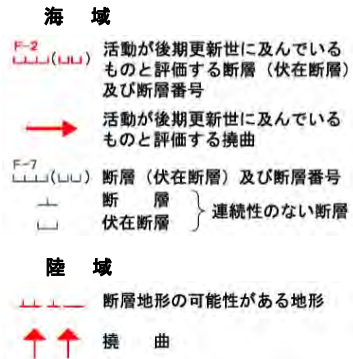 海 域
F-2
( ) 活動が後期更新世に及んでいる
ものと評価する断層（伏在断層）
及び断層番号
活動が後期更新世に及んでいる
ものと評価する撓曲
F-7
( ) 断層（伏在断層）及び断層番号
断 層
伏在断層
連続性のない断層
陸 域
断層地形の可能性がある地形
撓 曲